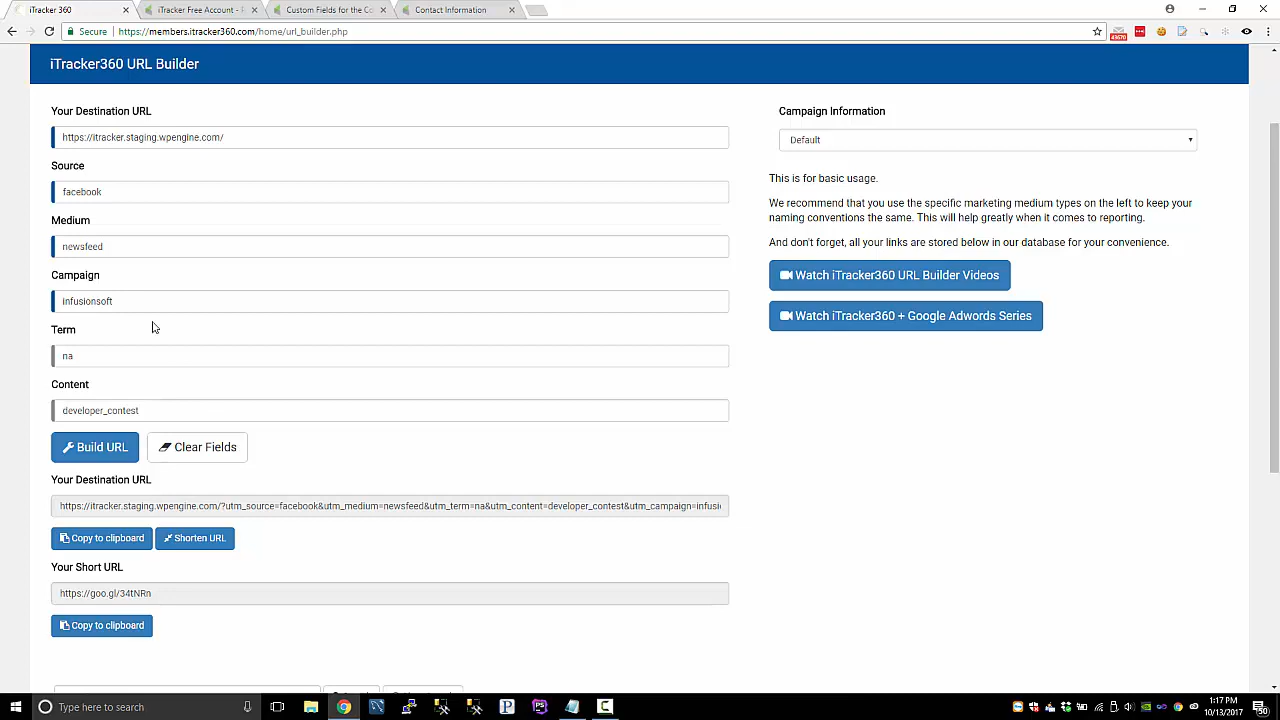 iTracker 360
iTracker Free Account - F
Custom Fields for the Co
Contact Information
Secure
https://members.itracker360.com/home/url_builder.php
43670
iTracker360 URL Builder
Your Destination URL
https://itracker.staging.wpengine.com/
Source
facebook
Medium
newsfeed
Campaign
infusionsoft
Term
na
Content
developer_contest
Build URL
Clear Fields
Your Destination URL
https://itracker.staging.wpengine.com/?utm_source=facebook&utm_medium=newsfeed&utm_term=na&utm_content=developer_contest&utm_campaign=infusi
Copy to clipboard
Shorten URL
Your Short URL
https://goo.gl/34tNRn
Copy to clipboard
Campaign Information
Default
This is for basic usage.
We recommend that you use the specific marketing medium types on the left to keep your
naming conventions the same. This will help greatly when it comes to reporting.
And don't forget, all your links are stored below in our database for your convenience.
Watch iTracker360 URL Builder Videos
Watch iTracker360 + Google Adwords Series
Type here to search
1:17 PM
10/13/2017